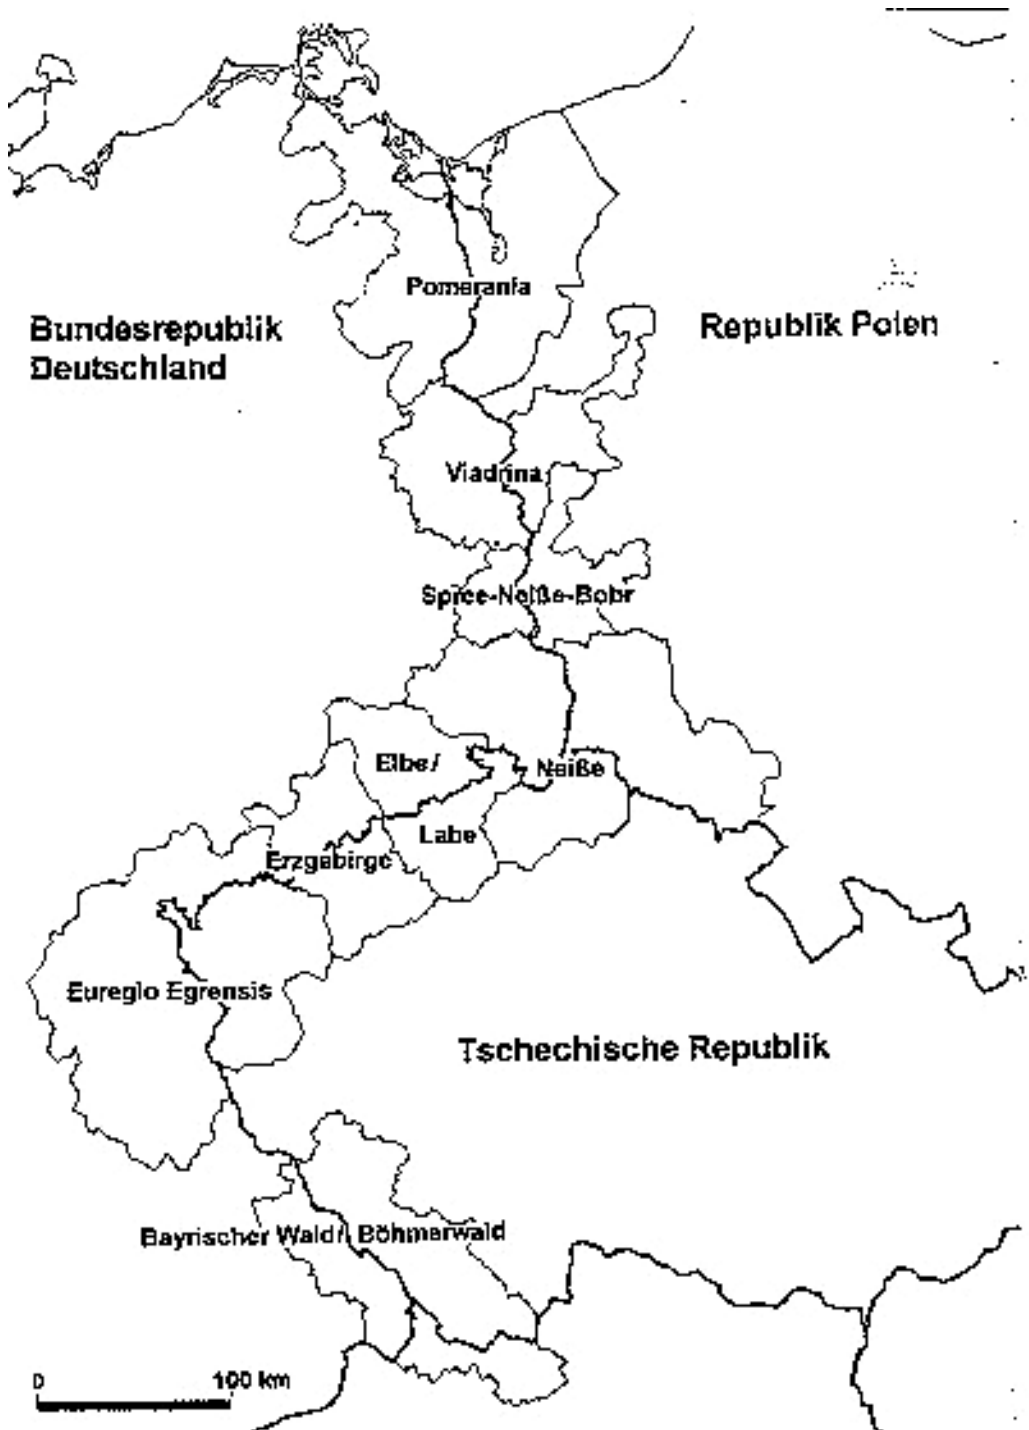 Pomerania
Bundesrepublik
Deutschland
Republik Polen
Viadrina
Spree-Neiße-Bobr
Elbe/
Neiße
Labe
Erzgebirge
Euregio Egrensis
Tschechische Republik
Bayrischer Wald/ Böhmerwald
0 100 km